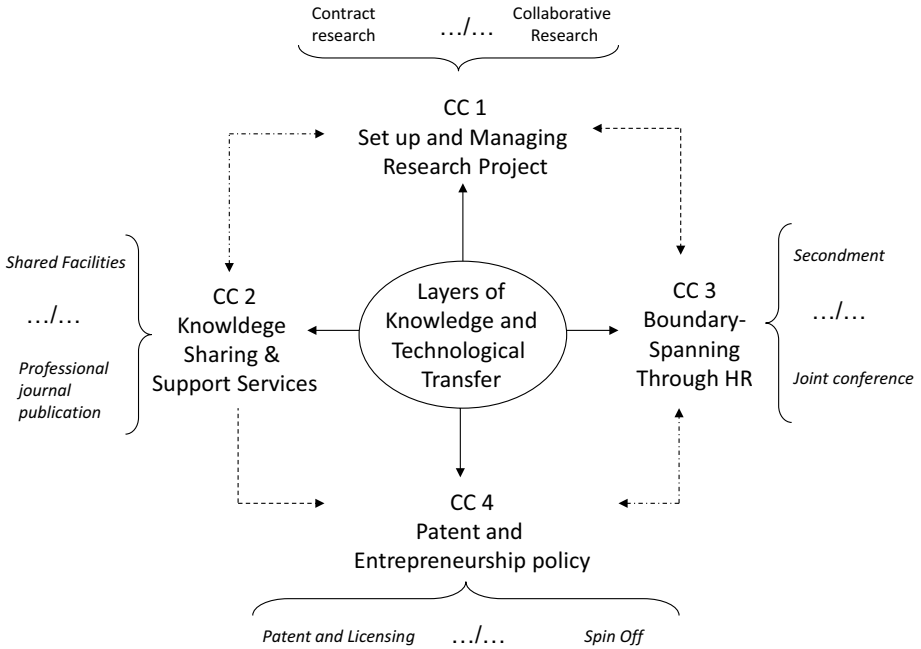 Contract
research
…/…
Collaborative
Research
CC 1
Set up and Managing
Research Project
Shared Facilities
…/…
Professional
journal
publication
CC 2
Knowldege
Sharing &
Support Services
Layers of
Knowledge and
Technological
Transfer
CC 3
Boundary-
Spanning
Through HR
Secondment
…/…
Joint conference
CC 4
Patent and
Entrepreneurship policy
Patent and Licensing
…/…
Spin Off